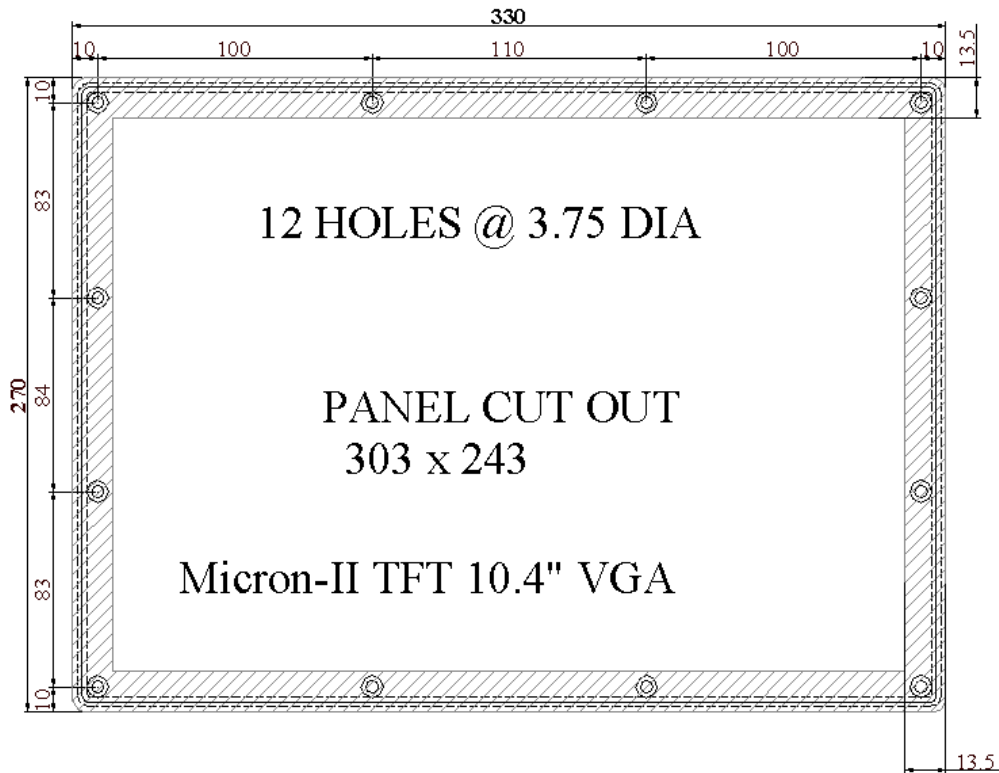 330
10 100 110 100 10
13.5
10
83
12 HOLES @ 3.75 DIA
270
84
PANEL CUT OUT
303 x 243
83
Micron-II TFT 10.4" VGA
10
13.5